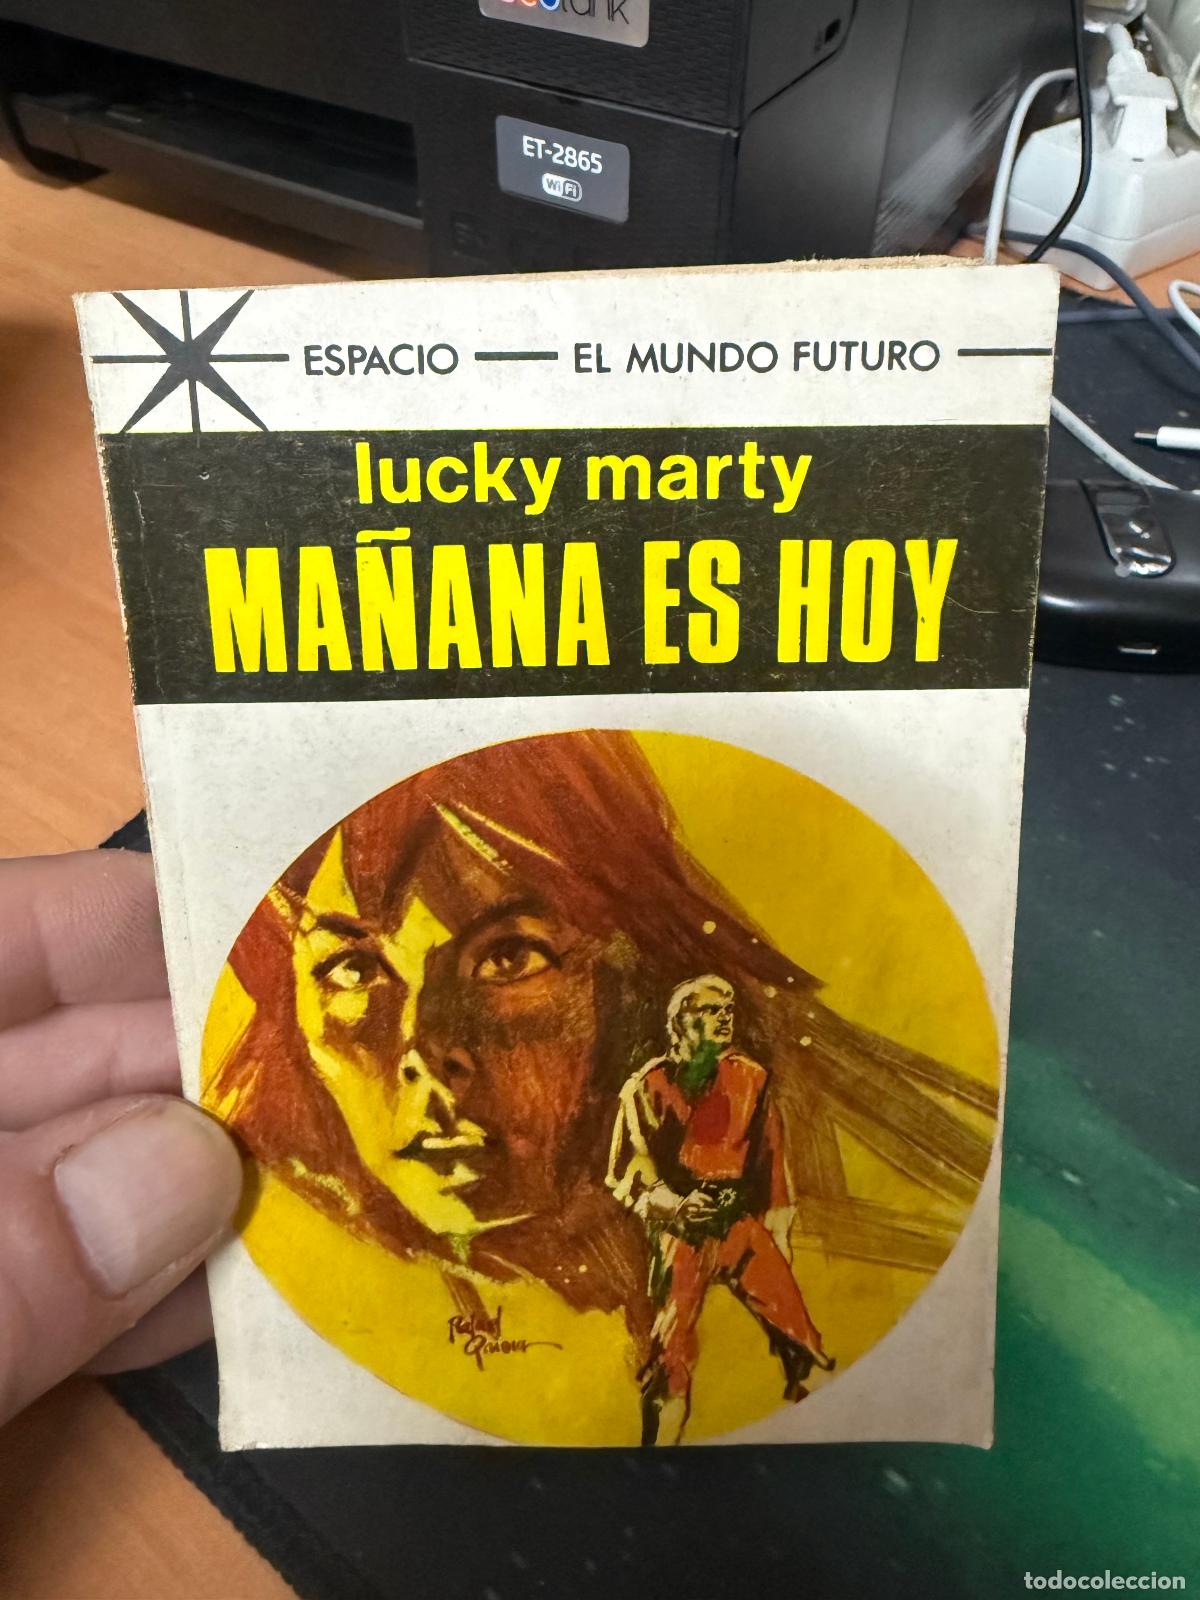 ET-2865
WiFi
ESPACIO — EL MUNDO FUTURO
lucky marty
MAÑANA ES HOY
todocoleccion